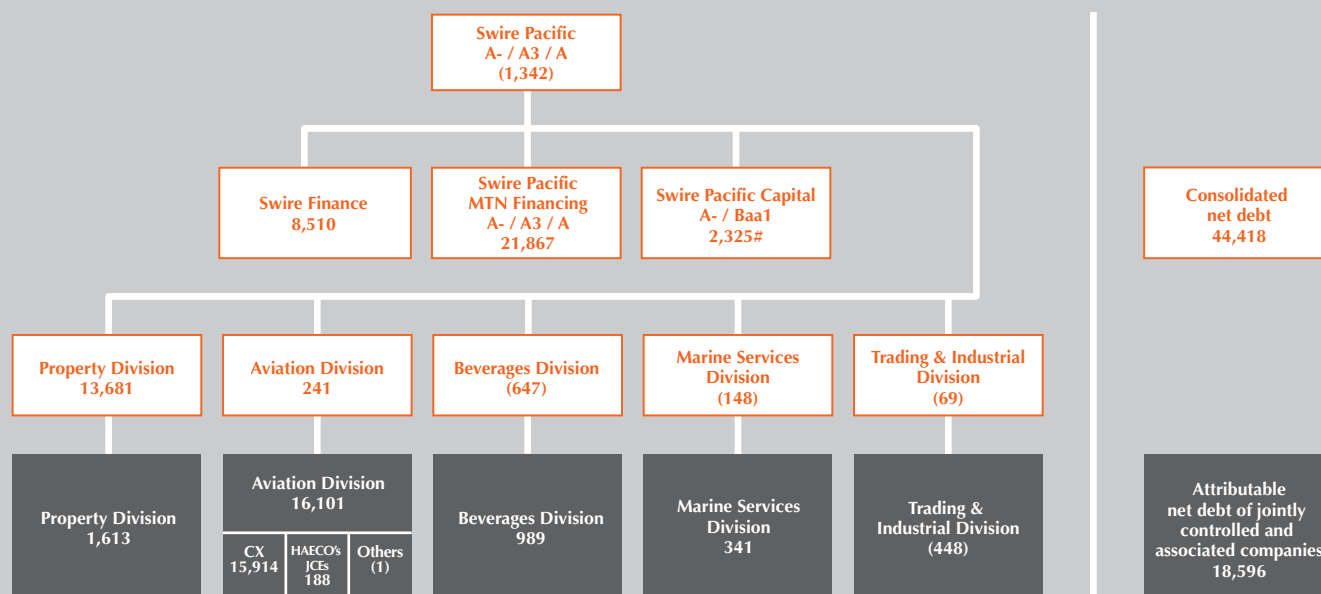 Swire Pacific
A- / A3 / A
(1,342)
Swire Finance
8,510
Swire Pacific
MTN Financing
A- / A3 / A
21,867
Swire Pacific Capital
A- / Baa1
2,325#
Consolidated
net debt
44,418
Property Division
13,681
Aviation Division
241
Beverages Division
(647)
Marine Services
Division
(148)
Trading & Industrial
Division
(69)
Property Division
1,613
Aviation Division
16,101
CX
15,914
HAECO's
JCEs
188
Others
(1)
Beverages Division
989
Marine Services
Division
341
Trading &
Industrial Division
(448)
Attributable
net debt of jointly
controlled and
associated companies
18,596